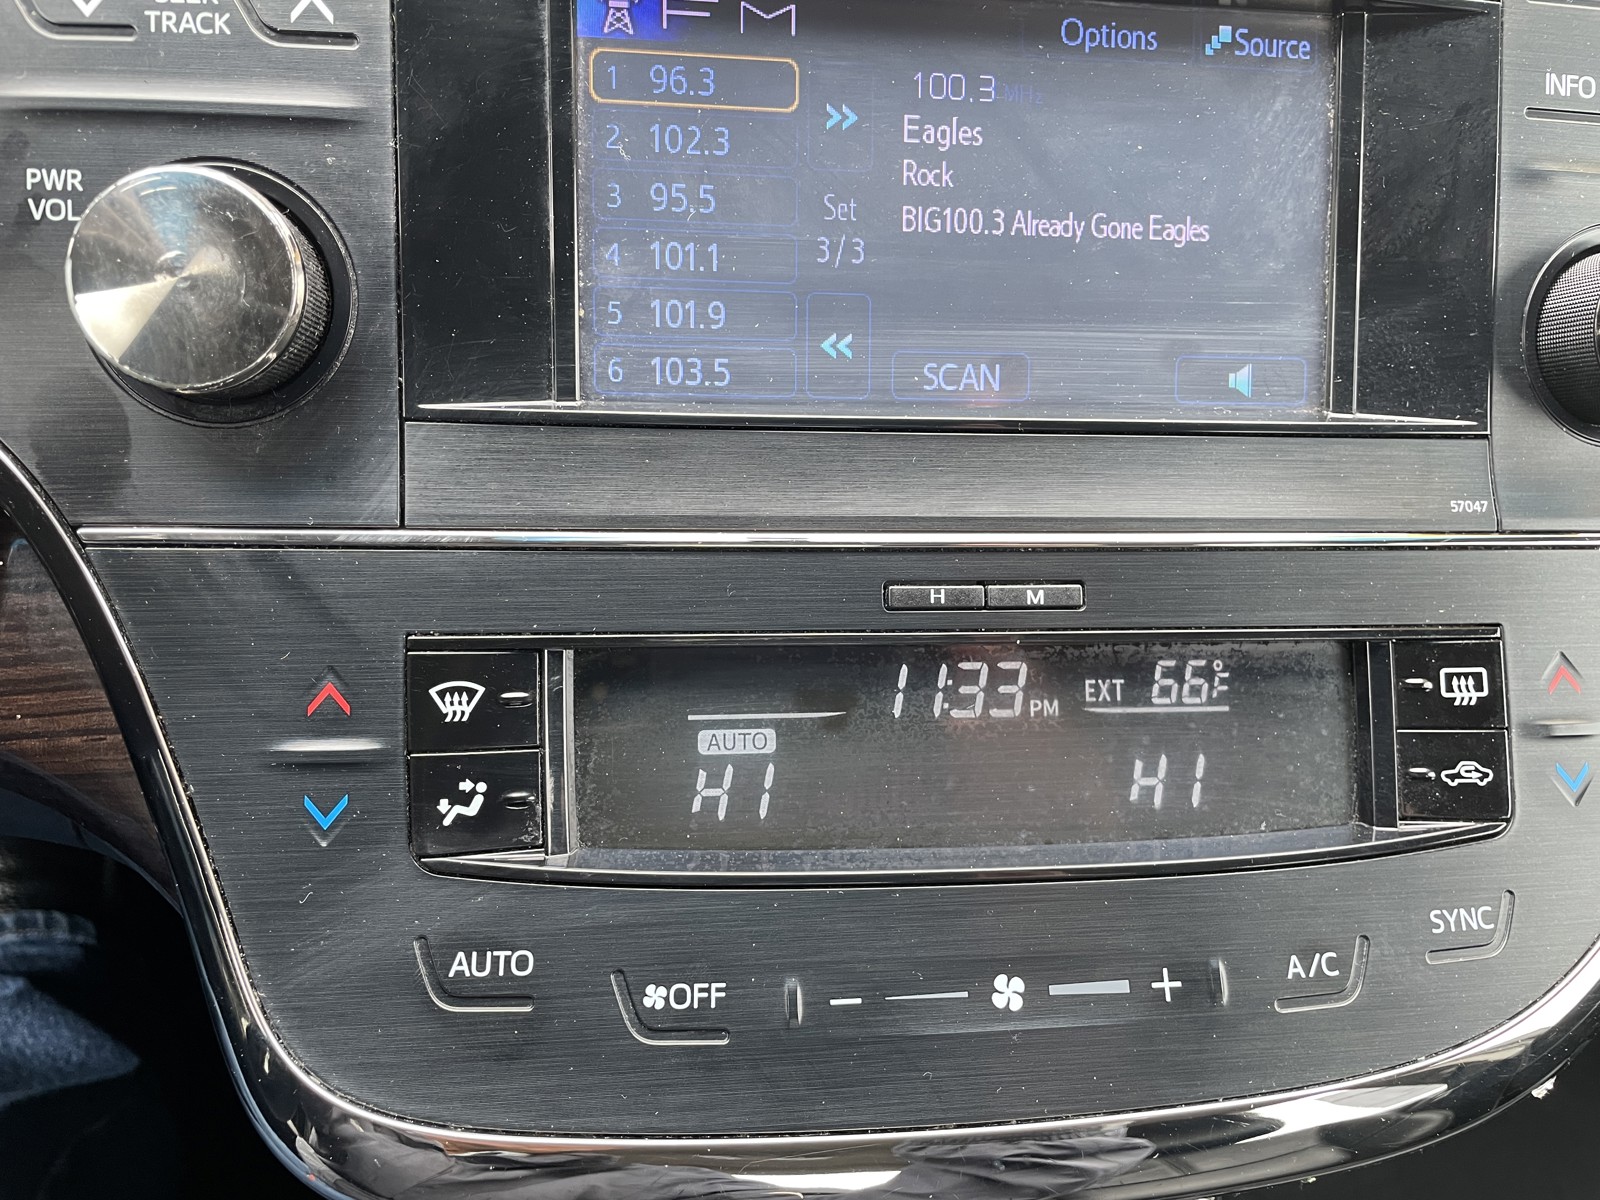 SEEK
TRACK
PWR
VOL
FM
Options
Source
INFO
1 96.3
2 102.3
3 95.5
4 101.1
5 101.9
6 103.5
Set
3/3
100.3 MHz
Eagles
Rock
BIG100.3 Already Gone Eagles
SCAN
57047
H M
11:33 PM
EXT 66°F
AUTO
HI
HI
AUTO
OFF
- +
A/C
SYNC